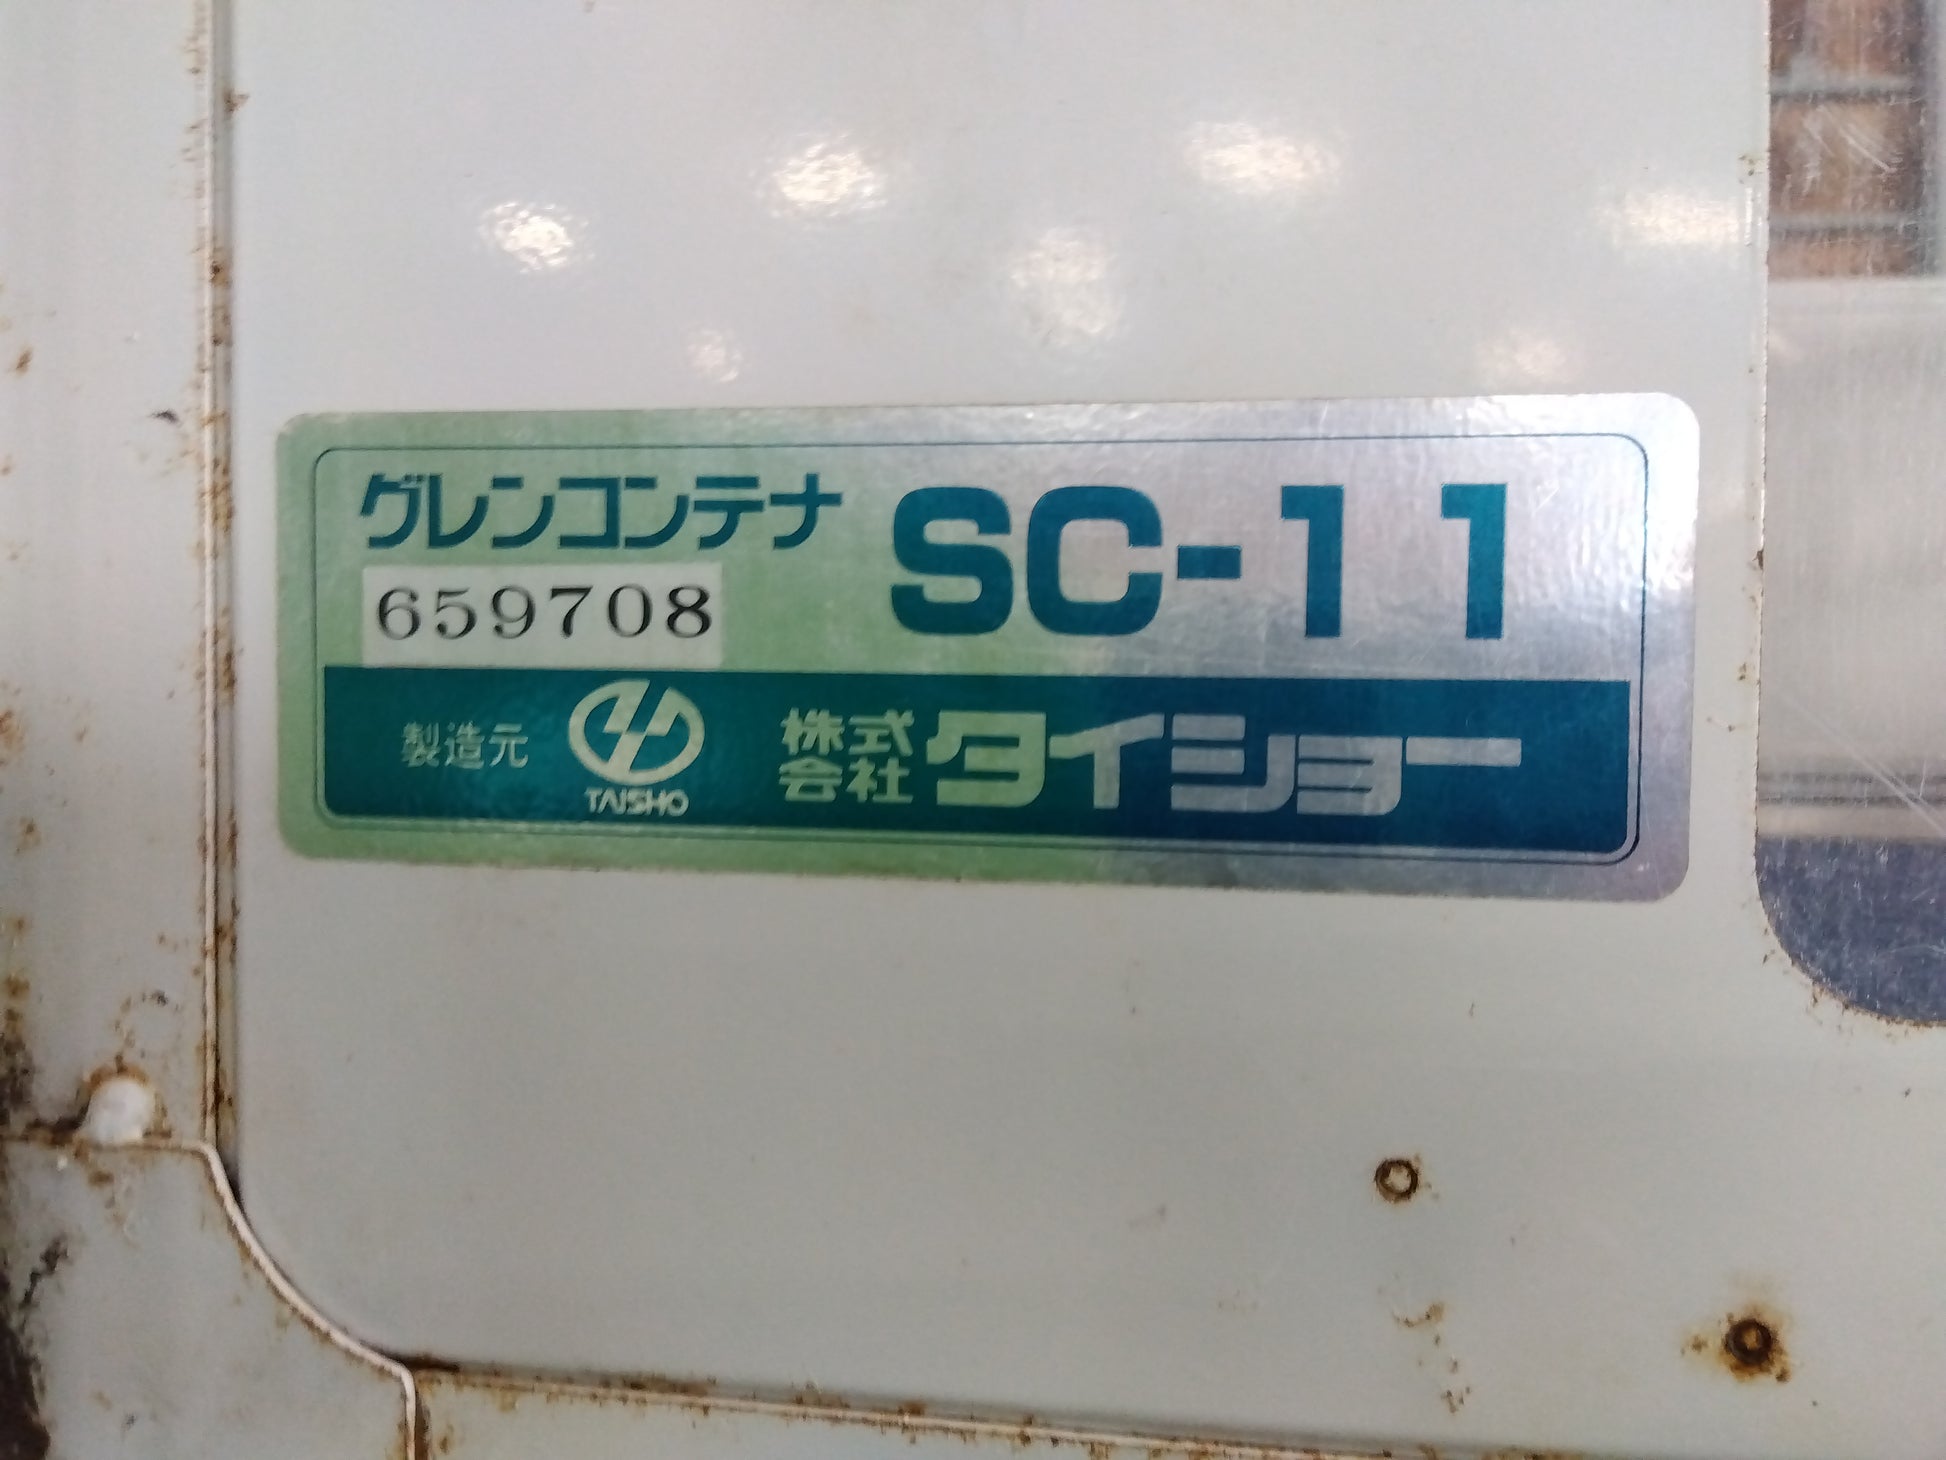 グレンコンテナ SC-11
659708
製造元 TAISHO 株式会社タイショー